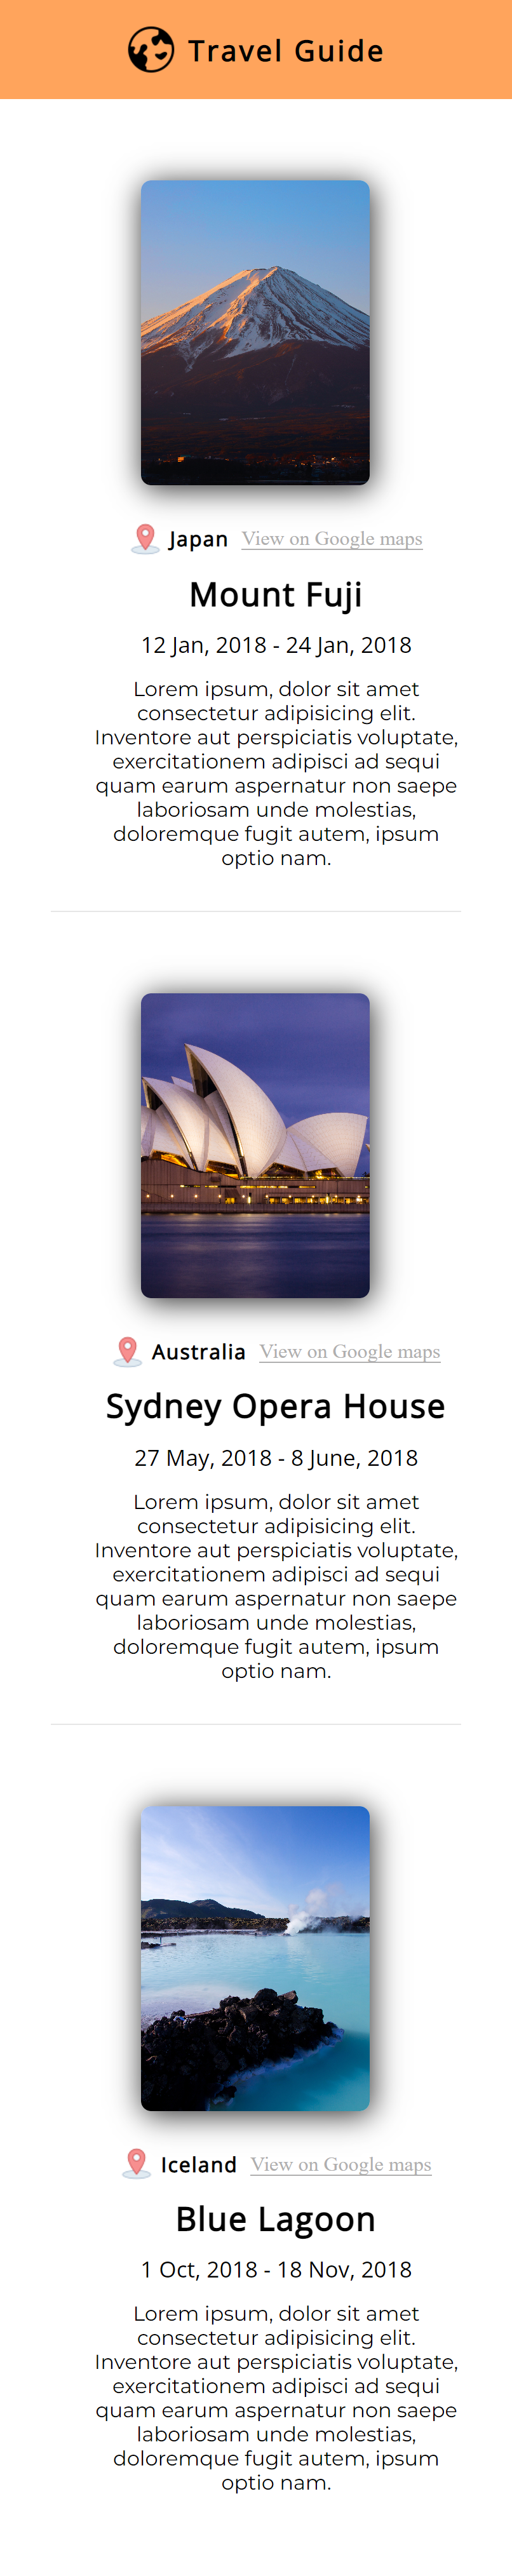 Travel Guide
Japan View on Google maps
Mount Fuji
12 Jan, 2018 - 24 Jan, 2018
Lorem ipsum, dolor sit amet
consectetur adipisicing elit.
Inventore aut perspiciatis voluptate,
exercitationem adipisci ad sequi
quam earum aspernatur non saepe
laboriosam unde molestias,
doloremque fugit autem, ipsum
optio nam.
Australia View on Google maps
Sydney Opera House
27 May, 2018 - 8 June, 2018
Lorem ipsum, dolor sit amet
consectetur adipisicing elit.
Inventore aut perspiciatis voluptate,
exercitationem adipisci ad sequi
quam earum aspernatur non saepe
laboriosam unde molestias,
doloremque fugit autem, ipsum
optio nam.
Iceland View on Google maps
Blue Lagoon
1 Oct, 2018 - 18 Nov, 2018
Lorem ipsum, dolor sit amet
consectetur adipisicing elit.
Inventore aut perspiciatis voluptate,
exercitationem adipisci ad sequi
quam earum aspernatur non saepe
laboriosam unde molestias,
doloremque fugit autem, ipsum
optio nam.